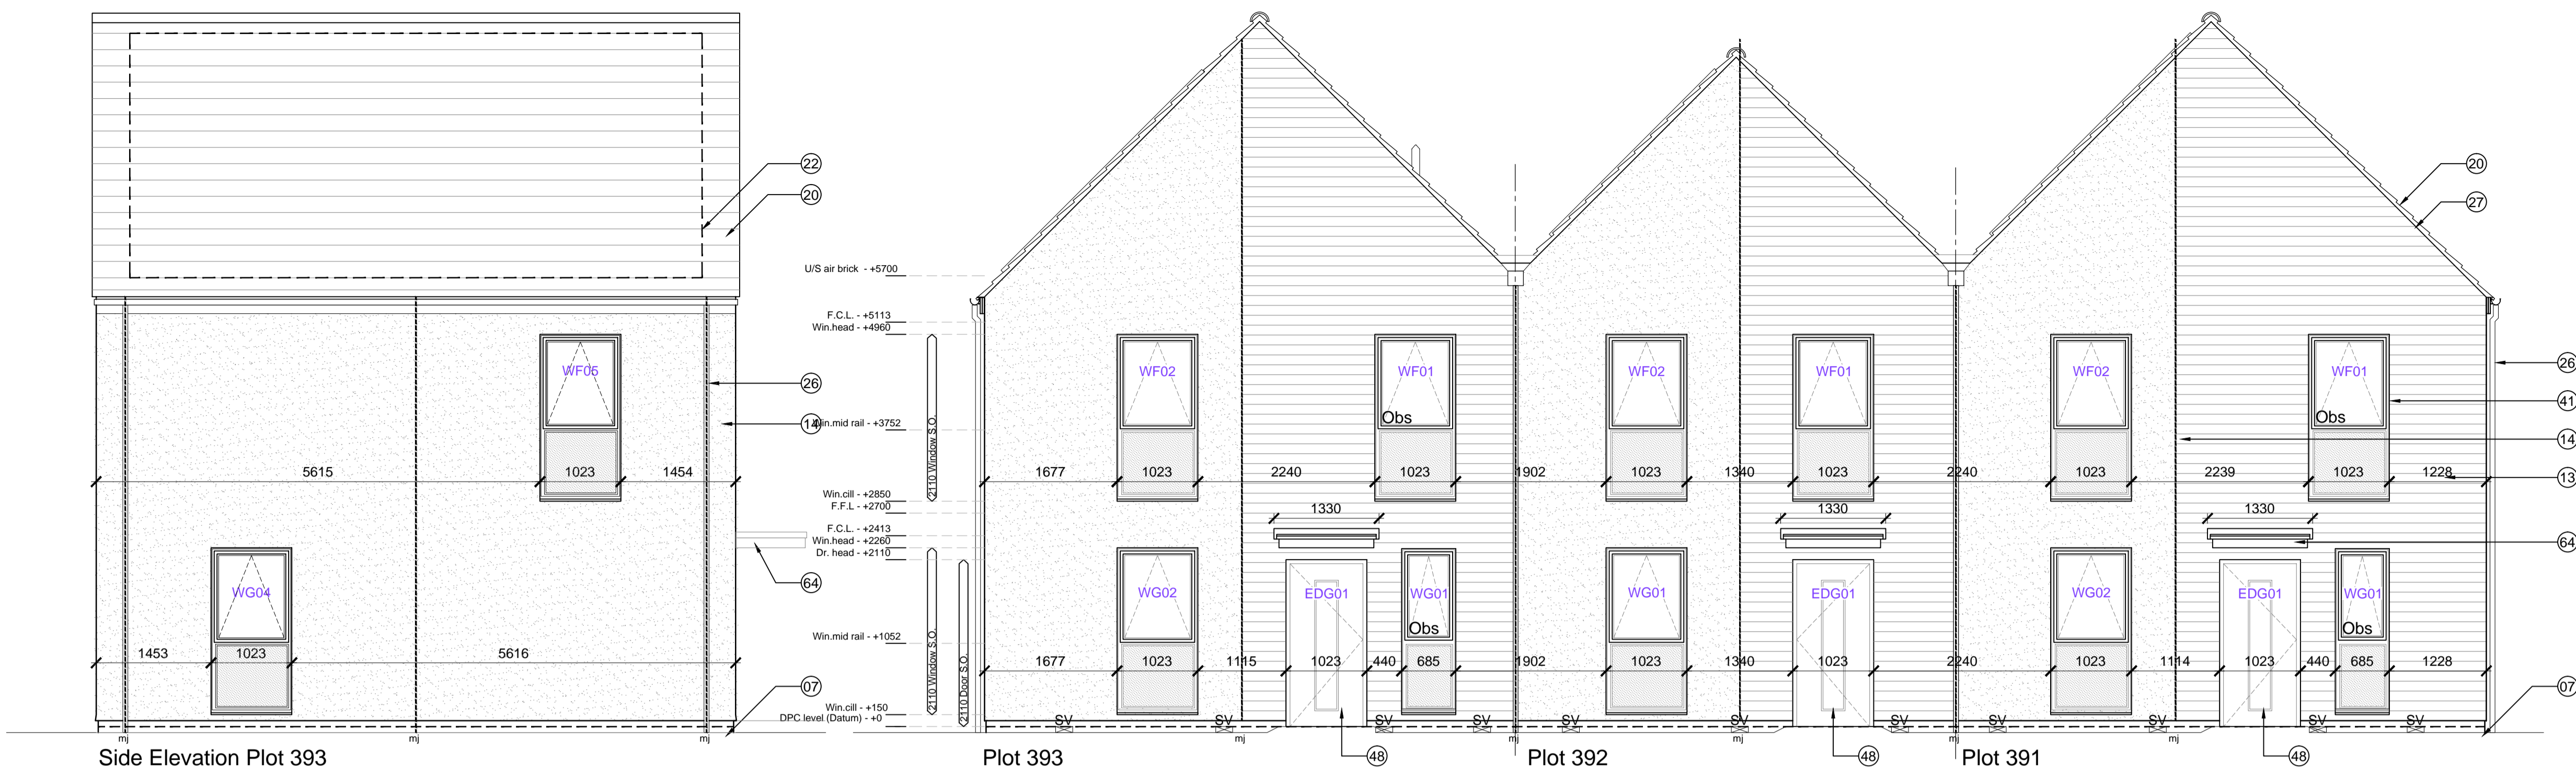 22
20
20
27
U/S air brick - +5700
F.C.L. - +5113
Win.head - +4960
WF05
WF02
WF01
WF02
WF01
WF02
WF01
26
26
41
Obs
Obs
14
Win.mid rail - +3752
14
2110 Window S.O.
5615
1023
1454
1677
1023
2240
1023
1902
1023
1340
1023
2240
1023
2239
1023
1228
13
Win.cill - +2850
F.F.L - +2700
1330
1330
1330
F.C.L. - +2413
Win.head - +2260
Dr. head - +2110
64
64
WG04
WG02
EDG01
WG01
WG01
EDG01
WG02
EDG01
WG01
Obs
Obs
Win.mid rail - +1052
2110 Window S.O.
2110 Door S.O.
1453
1023
5616
1677
1023
1115
1023
440
685
1902
1023
1340
1023
2240
1023
1114
1023
440
685
1228
07
07
Win.cill - +150
DPC level (Datum) - +0
SV
SV
SV
SV
SV
SV
SV
SV
SV
SV
SV
mj
mj
mj
mj
mj
mj
mj
mj
Side Elevation Plot 393
Plot 393
48
Plot 392
48
Plot 391
48